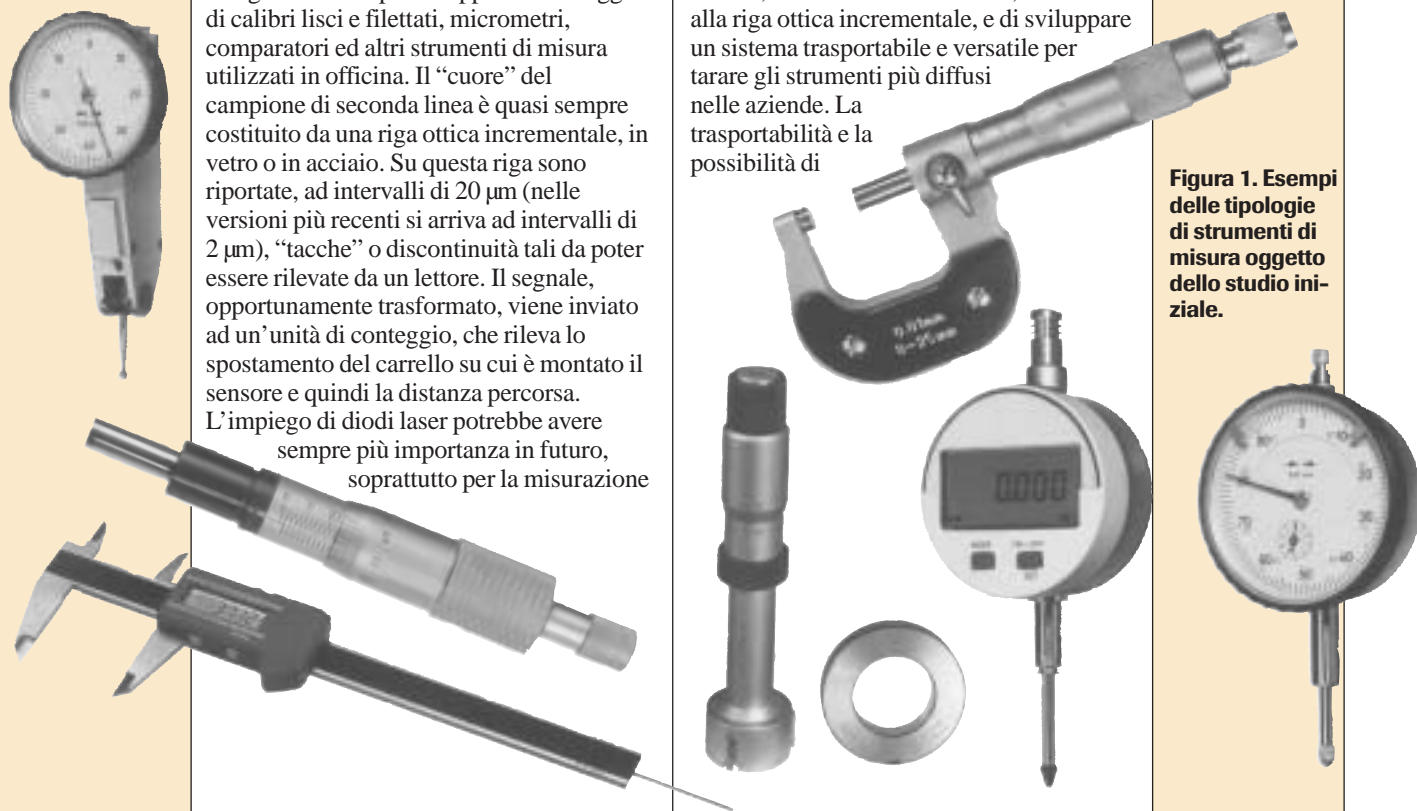 di calibri lisci e filettati, micrometri,
comparatori ed altri strumenti di misura
utilizzati in officina. Il “cuore” del
campione di seconda linea è quasi sempre
costituito da una riga ottica incrementale, in
vetro o in acciaio. Su questa riga sono
riportate, ad intervalli di 20 µm (nelle
versioni più recenti si arriva ad intervalli di
2 µm), “tacche” o discontinuità tali da poter
essere rilevate da un lettore. Il segnale,
opportunamente trasformato, viene inviato
ad un’unità di conteggio, che rileva lo
spostamento del carrello su cui è montato il
sensore e quindi la distanza percorsa.
L’impiego di diodi laser potrebbe avere
sempre più importanza in futuro,
soprattutto per la misurazione
alla riga ottica incrementale, e di sviluppare
un sistema trasportabile e versatile per
tarare gli strumenti più diffusi
nelle aziende. La
trasportabilità e la
possibilità di
0.000
Figura 1. Esempi
delle tipologie
di strumenti di
misura oggetto
dello studio ini-
ziale.